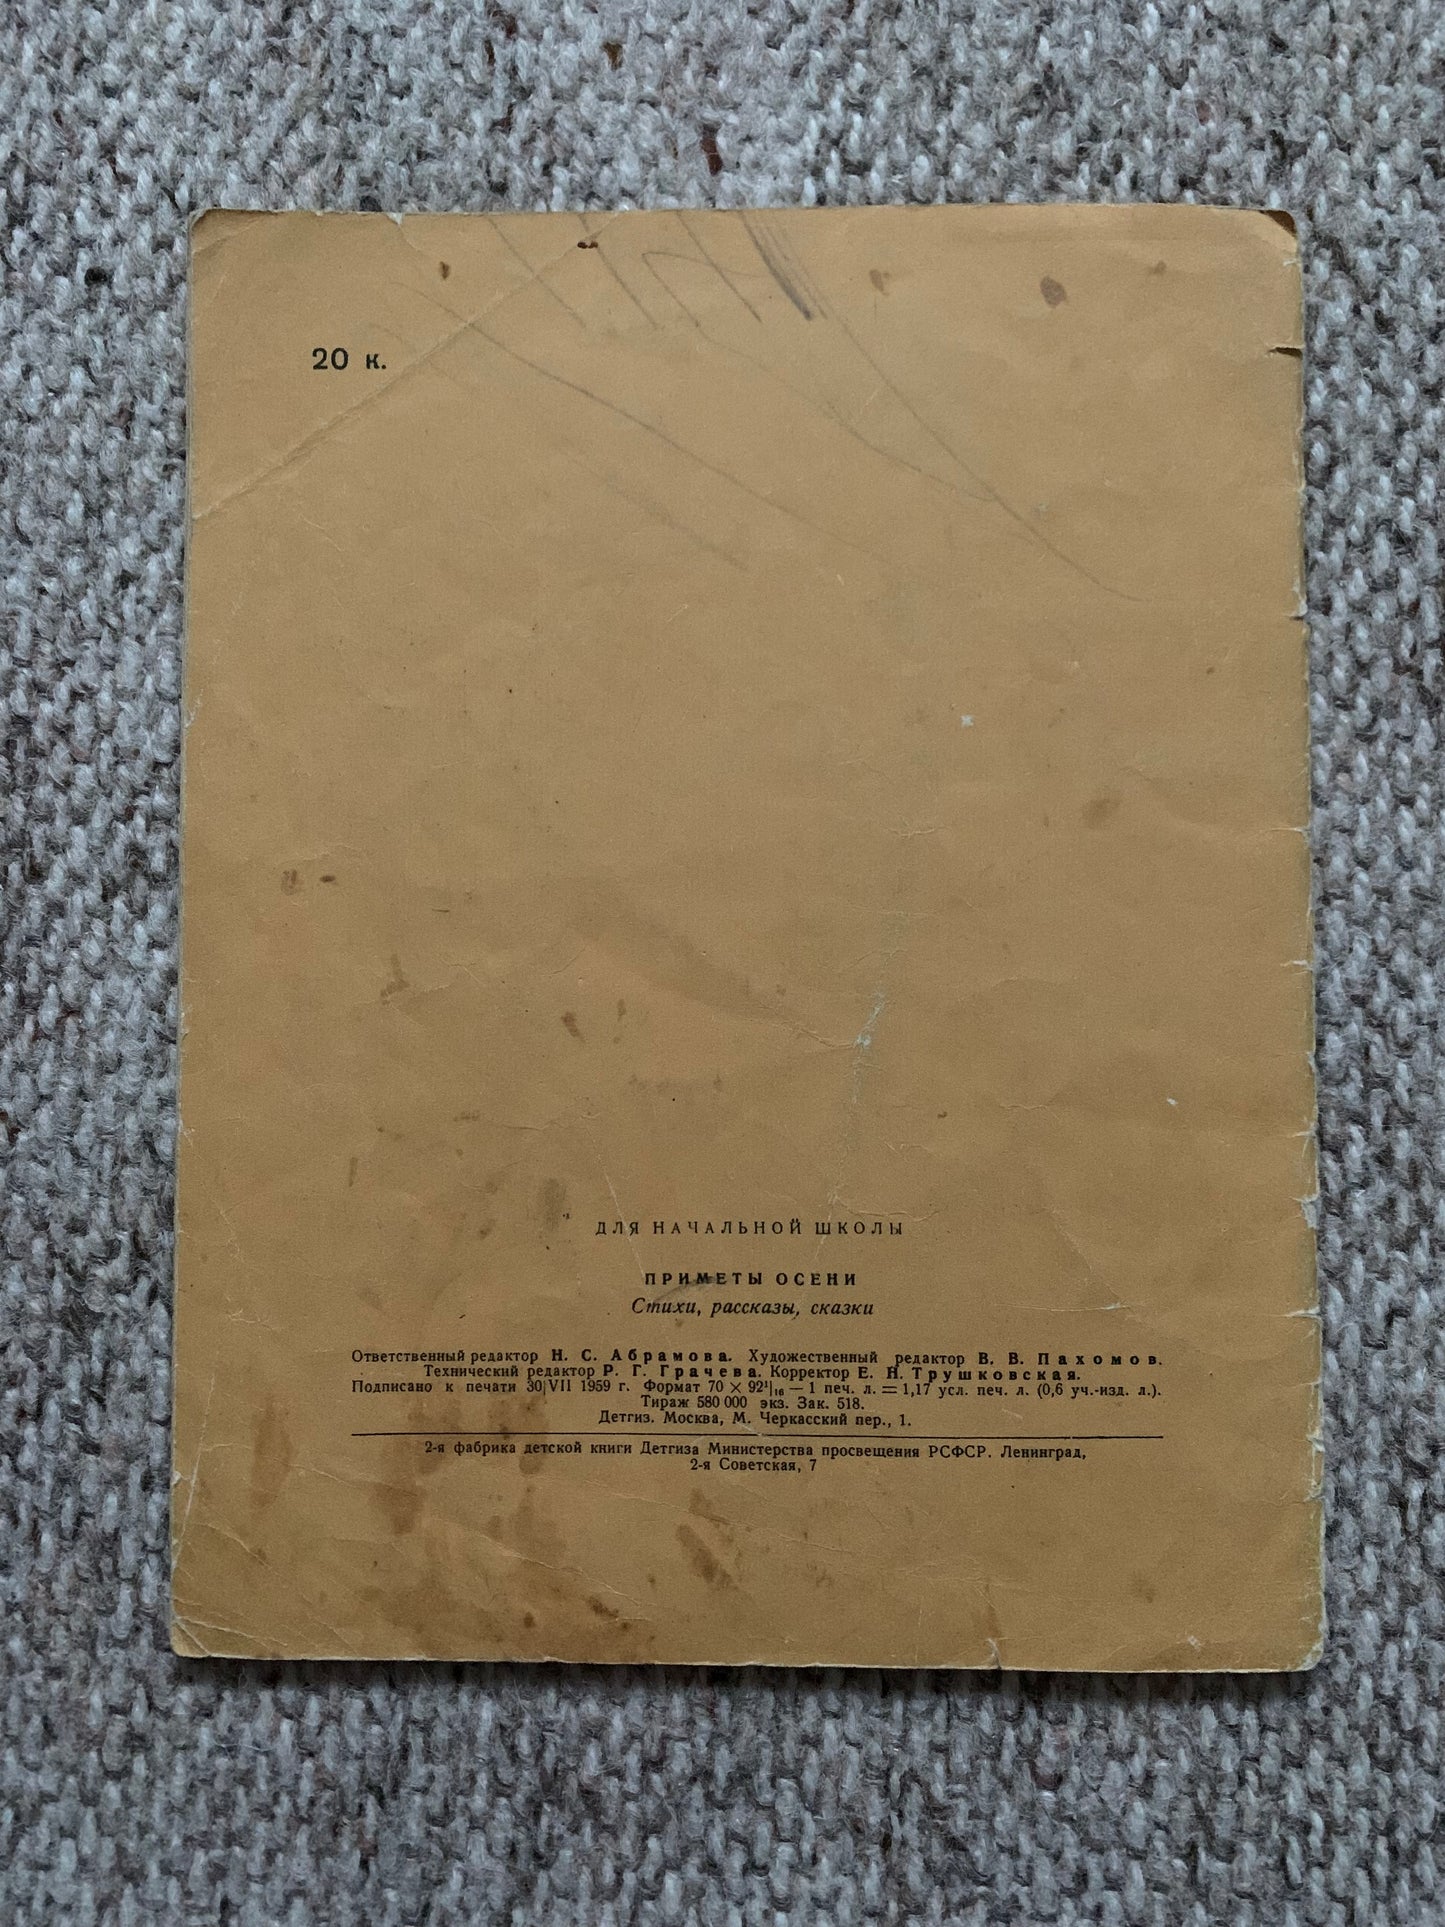 20 к.
ДЛЯ НАЧАЛЬНОЙ ШКОЛЫ
ПРИМЕТЫ ОСЕНИ
Стихи, рассказы, сказки
Ответственный редактор Н. С. Абрамова. Художественный редактор В. В. Пахомов.
Технический редактор Р. Г. Грачева. Корректор Е. Н. Трушковская.
Подписано к печати 30/VII 1959 г. Формат 70 × 92¹/₁₆ — 1 печ. л. = 1,17 усл. печ. л. (0,6 уч.-изд. л.).
Тираж 580 000 экз. Зак. 518.
Детгиз. Москва, М. Черкасский пер., 1.
2-я фабрика детской книги Детгиза Министерства просвещения РСФСР. Ленинград,
2-я Советская, 7